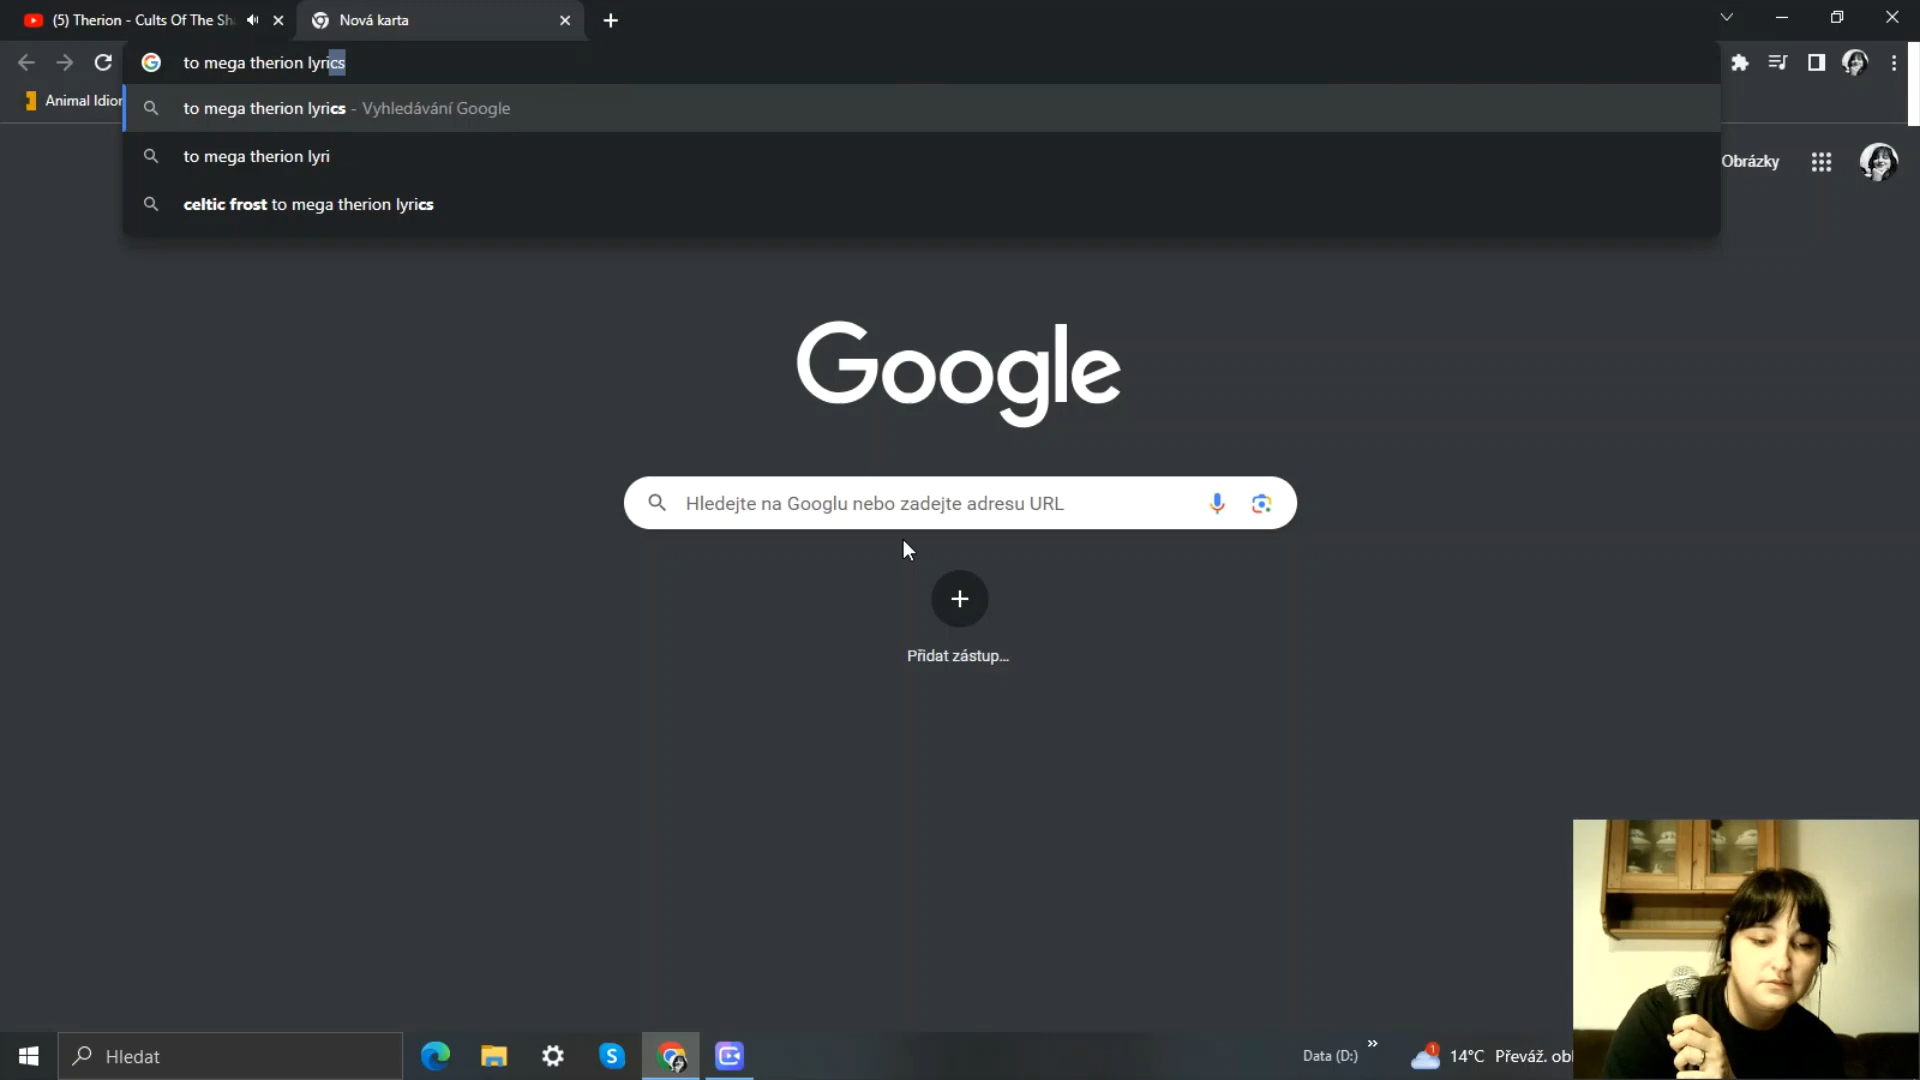 (5) Therion - Cults Of The Sh
Nová karta
to mega therion lyrics
Animal Idior
to mega therion lyrics - Vyhledávání Google
to mega therion lyri
celtic frost to mega therion lyrics
Obrázky
Google
Hledejte na Googlu nebo zadejte adresu URL
Přidat zástup...
Hledat
Data (D:)
1
14°C Převáž. obl